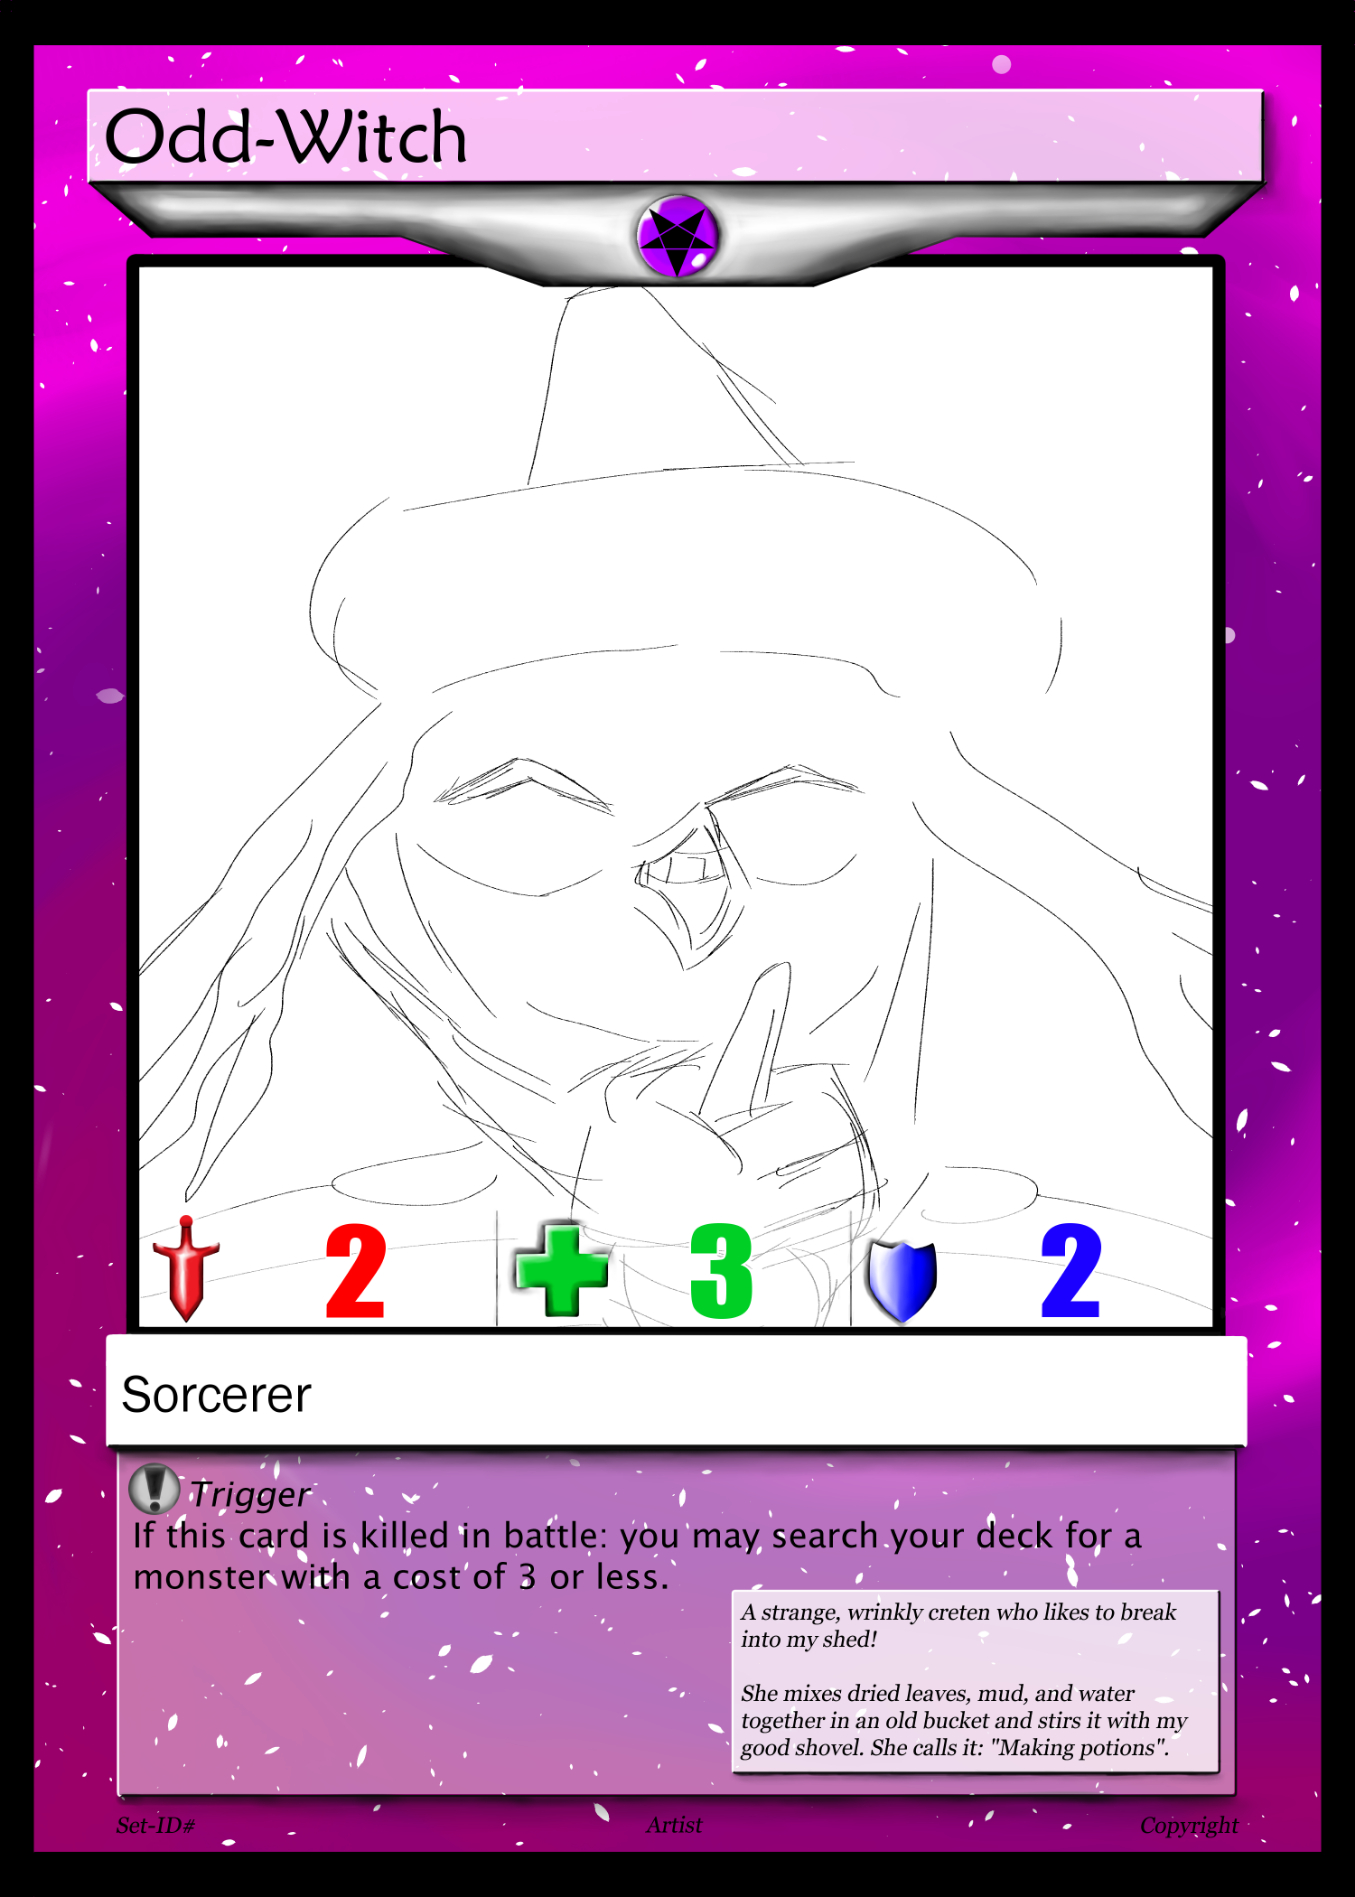 Odd-Witch
2
3
2
Sorcerer
Trigger
If this card is killed in battle: you may search your deck for a
monster with a cost of 3 or less.
A strange, wrinkly creten who likes to break
into my shed!
She mixes dried leaves, mud, and water
together in an old bucket and stirs it with my
good shovel. She calls it: "Making potions".
Set-ID#
Artist
Copyright